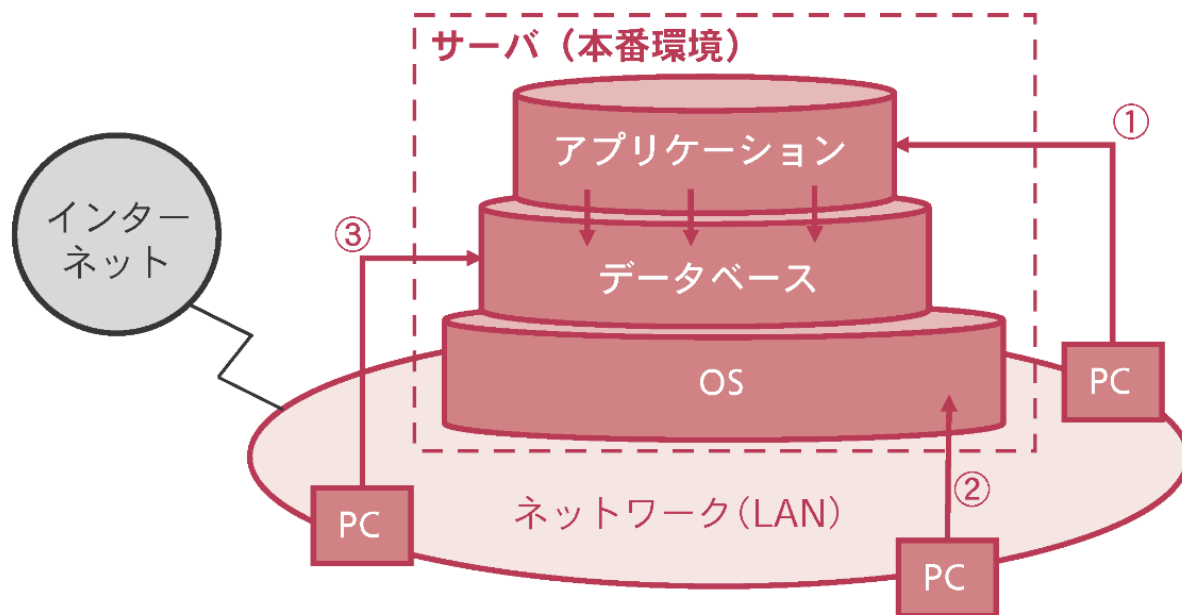 サーバ（本番環境）
アプリケーション
①
インター
ネット
③
データベース
OS
PC
②
ネットワーク（LAN）
PC
PC